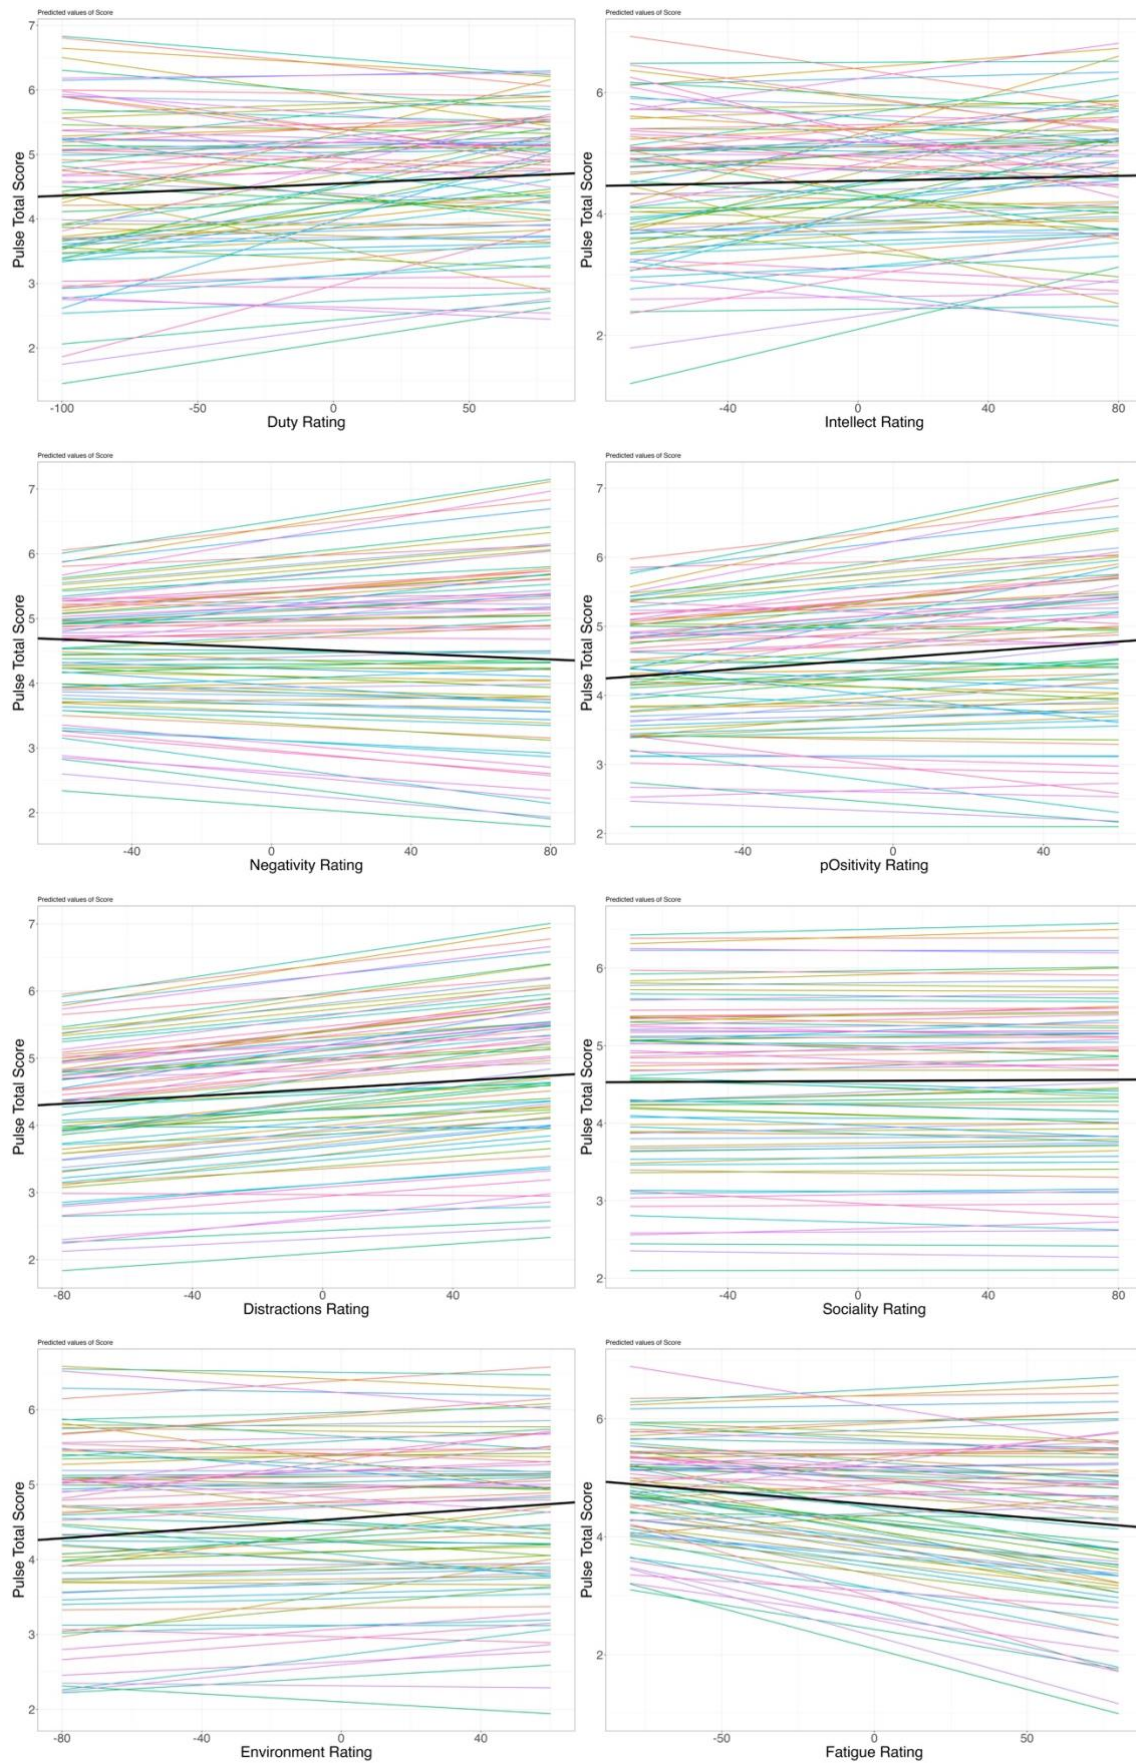 Predicted values of Score
Pulse Total Score
7
6
5
4
3
2
-100 -50 0 50
Duty Rating
Predicted values of Score
Pulse Total Score
6
4
2
-40 0 40 80
Intellect Rating
Predicted values of Score
Pulse Total Score
7
6
5
4
3
2
-40 0 40 80
Negativity Rating
Predicted values of Score
Pulse Total Score
7
6
5
4
3
2
-40 0 40
pOsitivity Rating
Predicted values of Score
Pulse Total Score
7
6
5
4
3
2
-80 -40 0 40
Distractions Rating
Predicted values of Score
Pulse Total Score
6
5
4
3
2
-40 0 40 80
Sociality Rating
Predicted values of Score
Pulse Total Score
6
5
4
3
2
-80 -40 0 40
Environment Rating
Predicted values of Score
Pulse Total Score
6
4
2
-50 0 50
Fatigue Rating